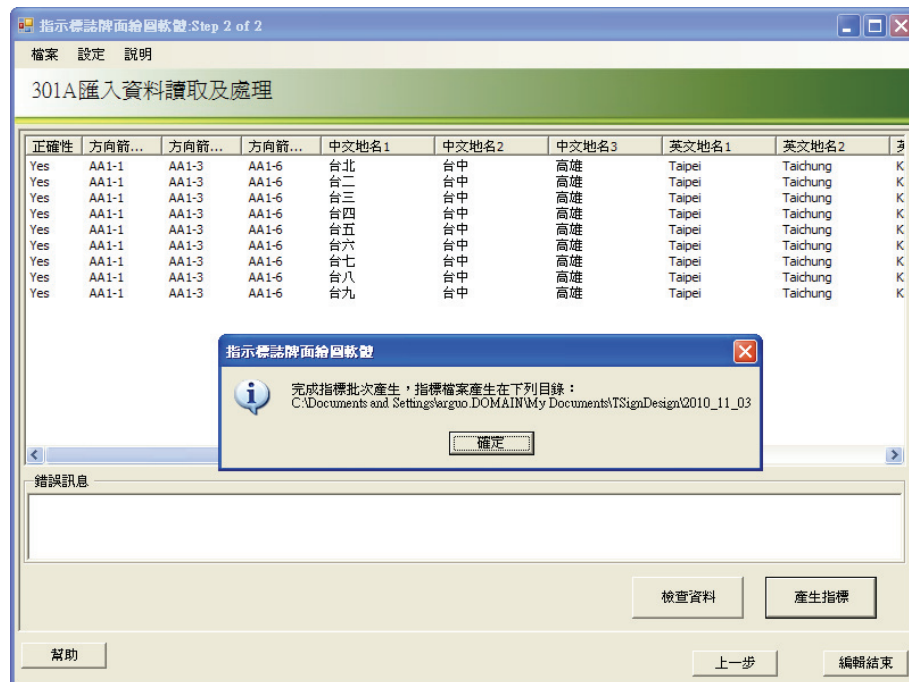 指示標誌牌面繪圖軟體:Step 2 of 2
檔案 設定 說明
301A匯入資料讀取及處理
正確性 方向箭... 方向箭... 方向箭... 中文地名1 中文地名2 中文地名3 英文地名1 英文地名2 英
Yes AA1-1 AA1-3 AA1-6 台北 台中 高雄 Taipei Taichung K
Yes AA1-1 AA1-3 AA1-6 台二 台中 高雄 Taipei Taichung K
Yes AA1-1 AA1-3 AA1-6 台三 台中 高雄 Taipei Taichung K
Yes AA1-1 AA1-3 AA1-6 台四 台中 高雄 Taipei Taichung K
Yes AA1-1 AA1-3 AA1-6 台五 台中 高雄 Taipei Taichung K
Yes AA1-1 AA1-3 AA1-6 台六 台中 高雄 Taipei Taichung K
Yes AA1-1 AA1-3 AA1-6 台七 台中 高雄 Taipei Taichung K
Yes AA1-1 AA1-3 AA1-6 台八 台中 高雄 Taipei Taichung K
Yes AA1-1 AA1-3 AA1-6 台九 台中 高雄 Taipei Taichung K
指示標誌牌面繪圖軟體
完成指標批次產生，指標檔案產生在下列目錄：
C:\Documents and Settings\arguo.DOMAIN\My Documents\TSignDesign\2010_11_03
確定
錯誤訊息
檢查資料 產生指標
幫助 上一步 編輯結束